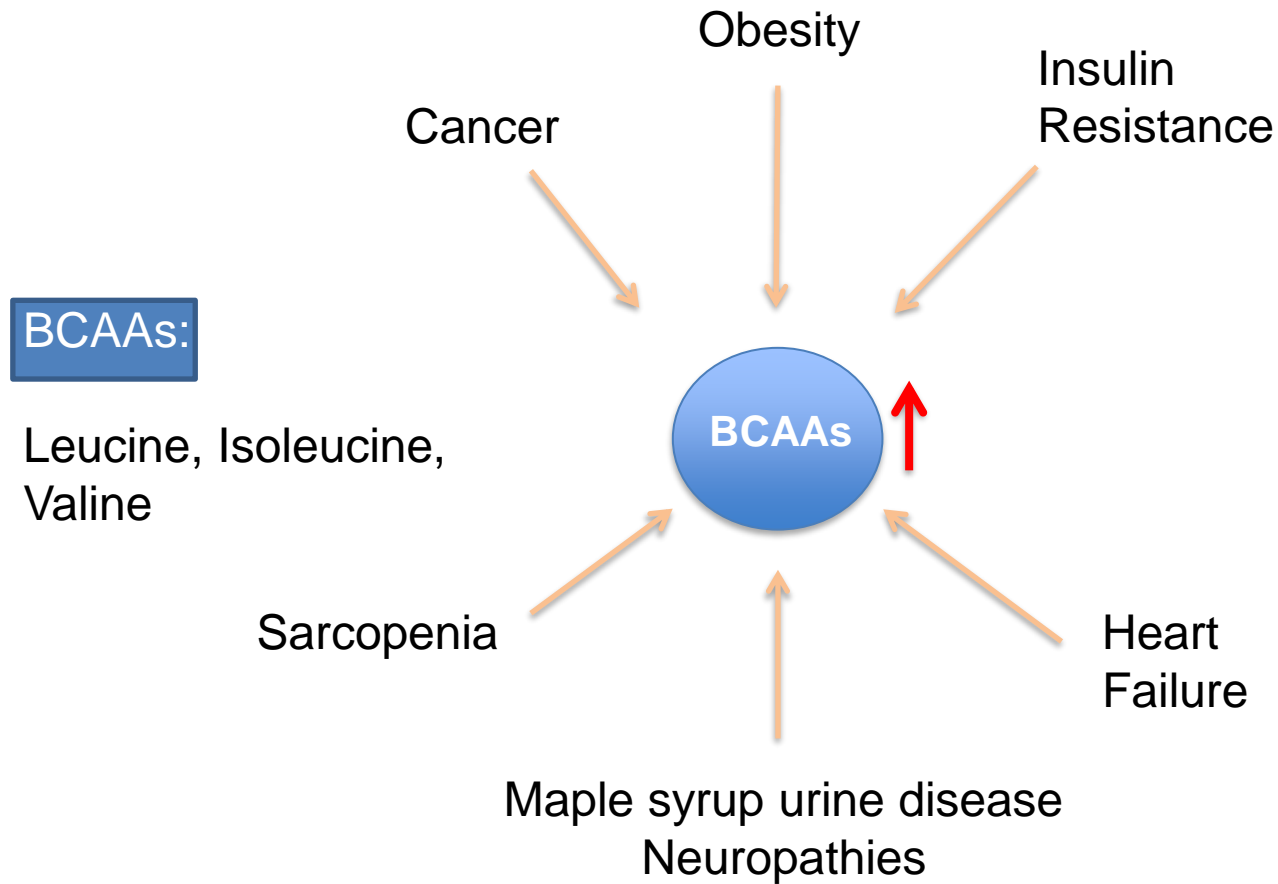 Obesity
Insulin
Resistance
Cancer
BCAAs:
BCAAs
Leucine, Isoleucine,
Valine
Sarcopenia
Heart
Failure
Maple syrup urine disease
Neuropathies